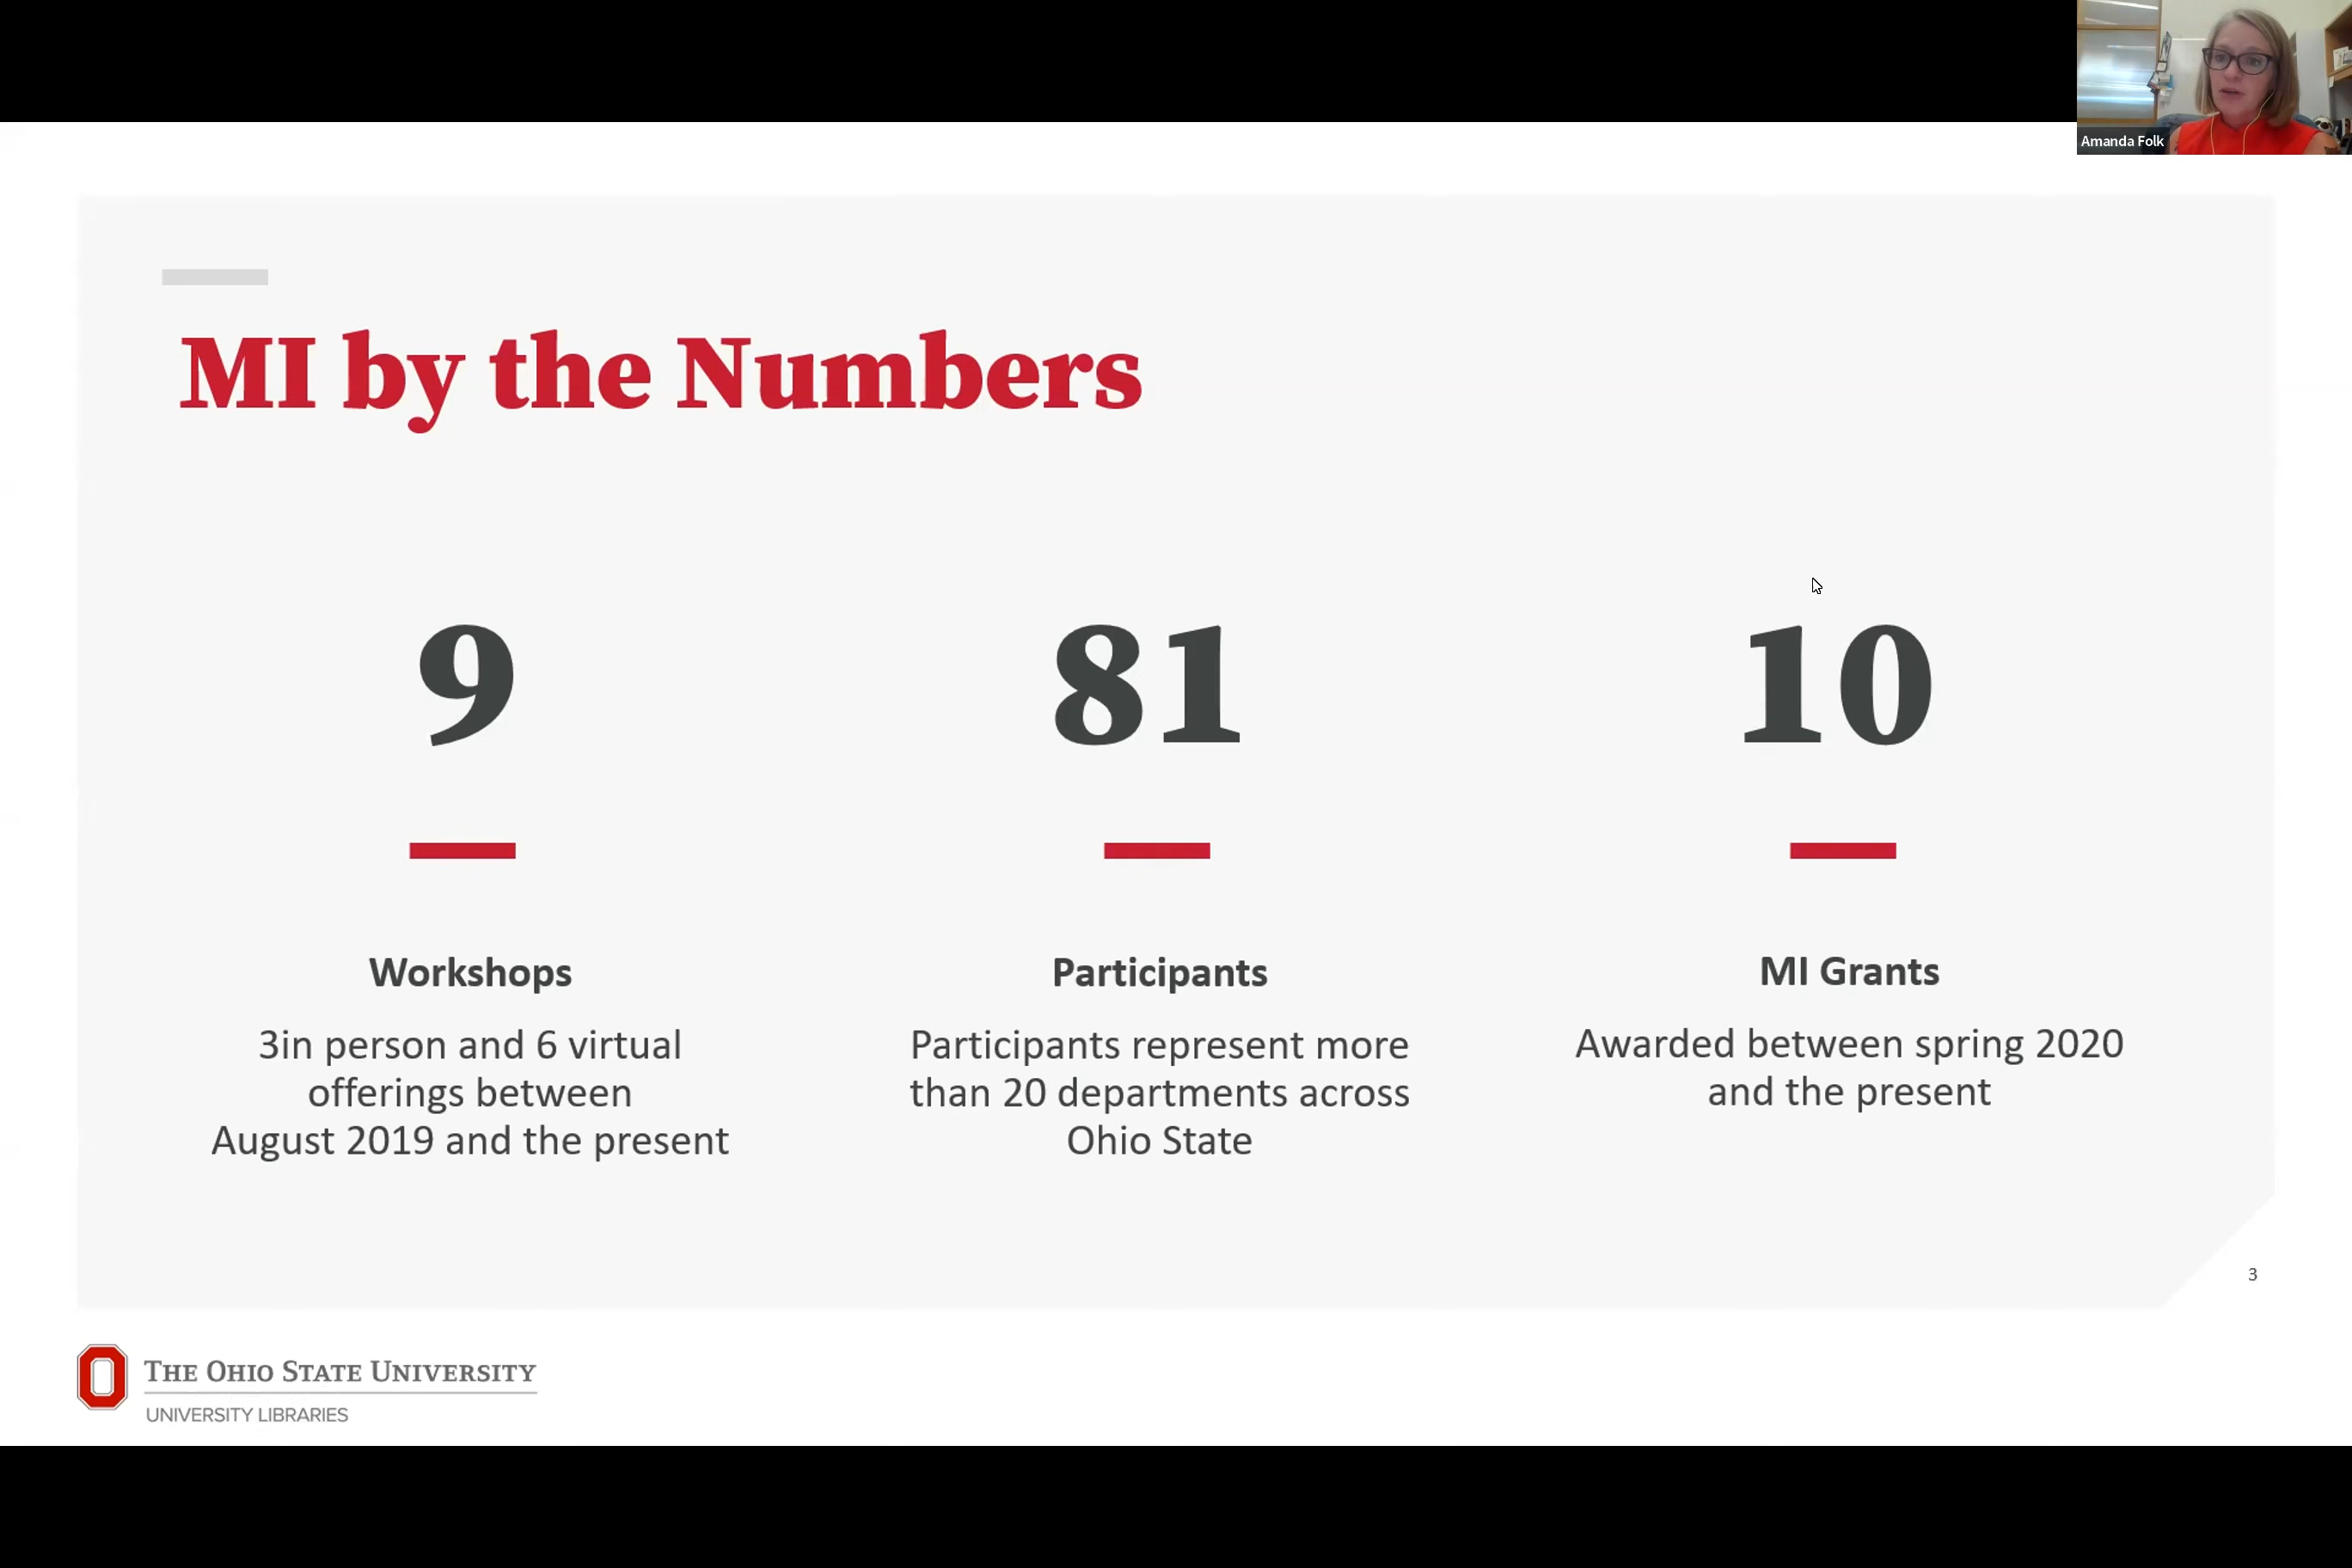 Amanda Folk
MI by the Numbers
9
Workshops
3in person and 6 virtual
offerings between
August 2019 and the present
81
Participants
Participants represent more
than 20 departments across
Ohio State
10
MI Grants
Awarded between spring 2020
and the present
3
THE OHIO STATE UNIVERSITY
UNIVERSITY LIBRARIES